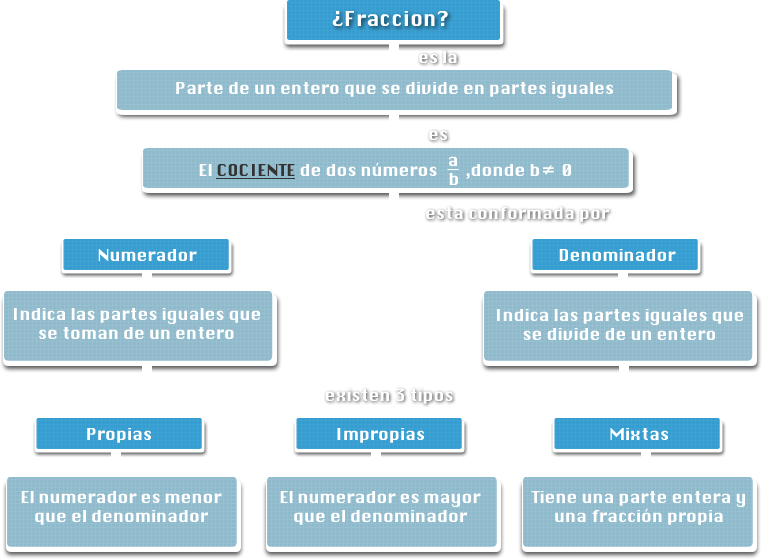 ¿Fraccion?
es la
Parte de un entero que se divide en partes iguales
es
El COCIENTE de dos números a/b ,donde b≠ 0
esta conformada por
Numerador
Denominador
Indica las partes iguales que
se toman de un entero
Indica las partes iguales que
se divide de un entero
existen 3 tipos
Propias
Impropias
Mixtas
El numerador es menor
que el denominador
El numerador es mayor
que el denominador
Tiene una parte entera y
una fracción propia